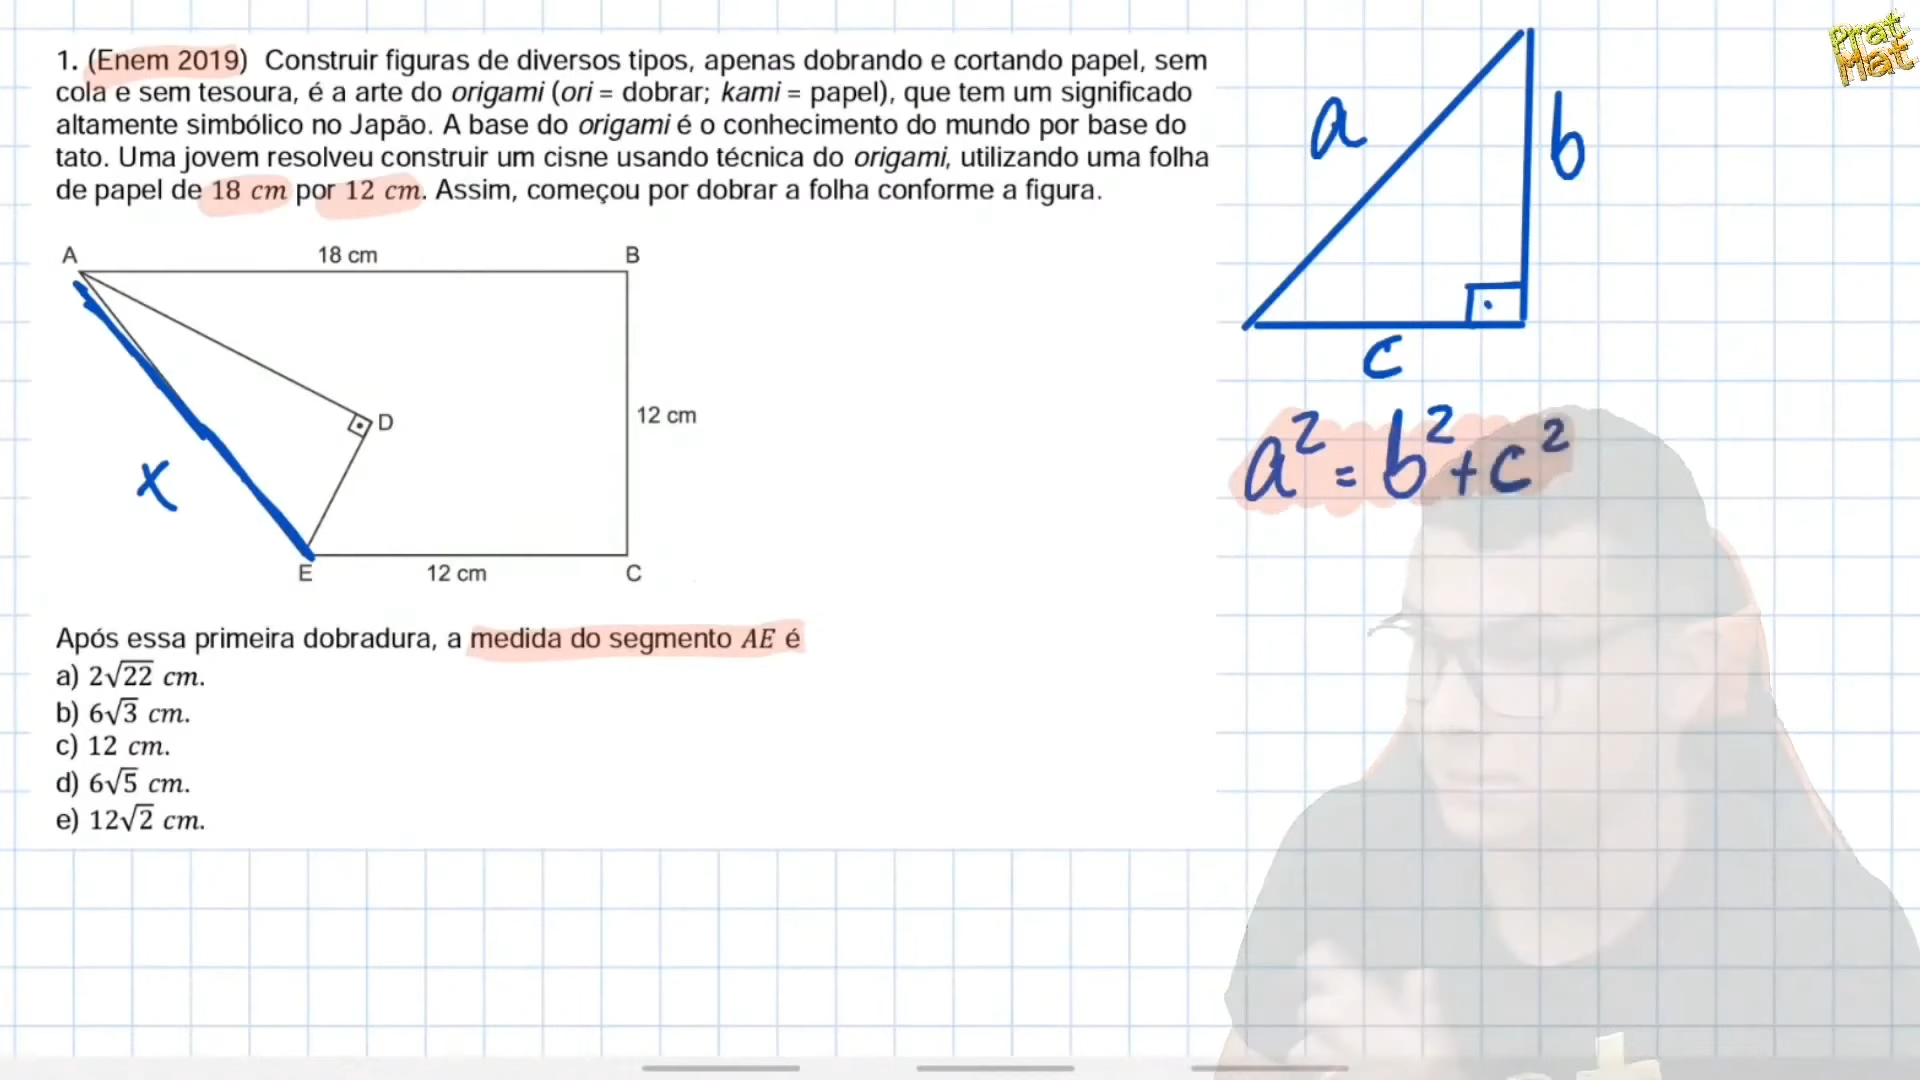 1. (Enem 2019) Construir figuras de diversos tipos, apenas dobrando e cortando papel, sem
cola e sem tesoura, é a arte do origami (ori = dobrar; kami = papel), que tem um significado
altamente simbólico no Japão. A base do origami é o conhecimento do mundo por base do
tato. Uma jovem resolveu construir um cisne usando técnica do origami, utilizando uma folha
de papel de 18 cm por 12 cm. Assim, começou por dobrar a folha conforme a figura.
A 18 cm B
D
12 cm
x
E 12 cm C
Após essa primeira dobradura, a medida do segmento AE é
a) 2√22 cm.
b) 6√3 cm.
c) 12 cm.
d) 6√5 cm.
e) 12√2 cm.
a
b
c
a² = b² + c²
Prat
Mat